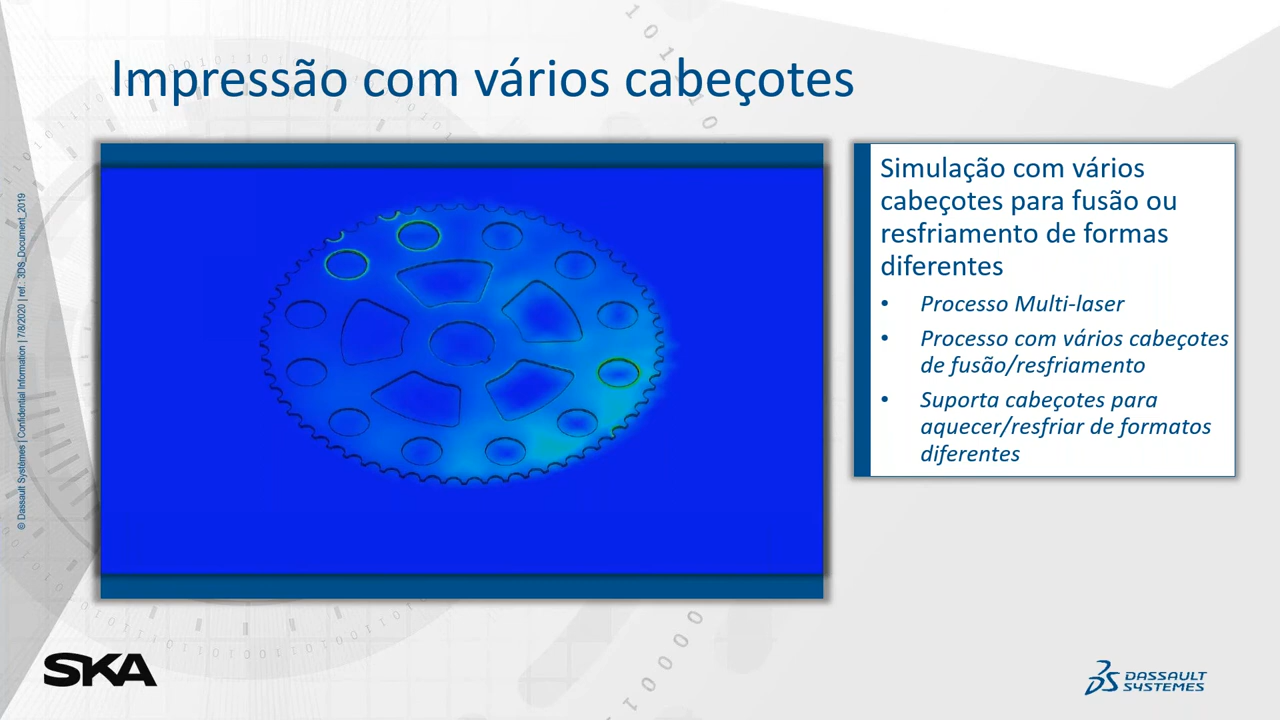 Impressão com vários cabeçotes
Simulação com vários
cabeçotes para fusão ou
resfriamento de formas
diferentes
• Processo Multi-laser
• Processo com vários cabeçotes
de fusão/resfriamento
• Suporta cabeçotes para
aquecer/resfriar de formatos
diferentes
© Dassault Systèmes | Confidential Information | 7/8/2020 | ref.: 3DS_Document_2019
SKA
DASSAULT
SYSTEMES